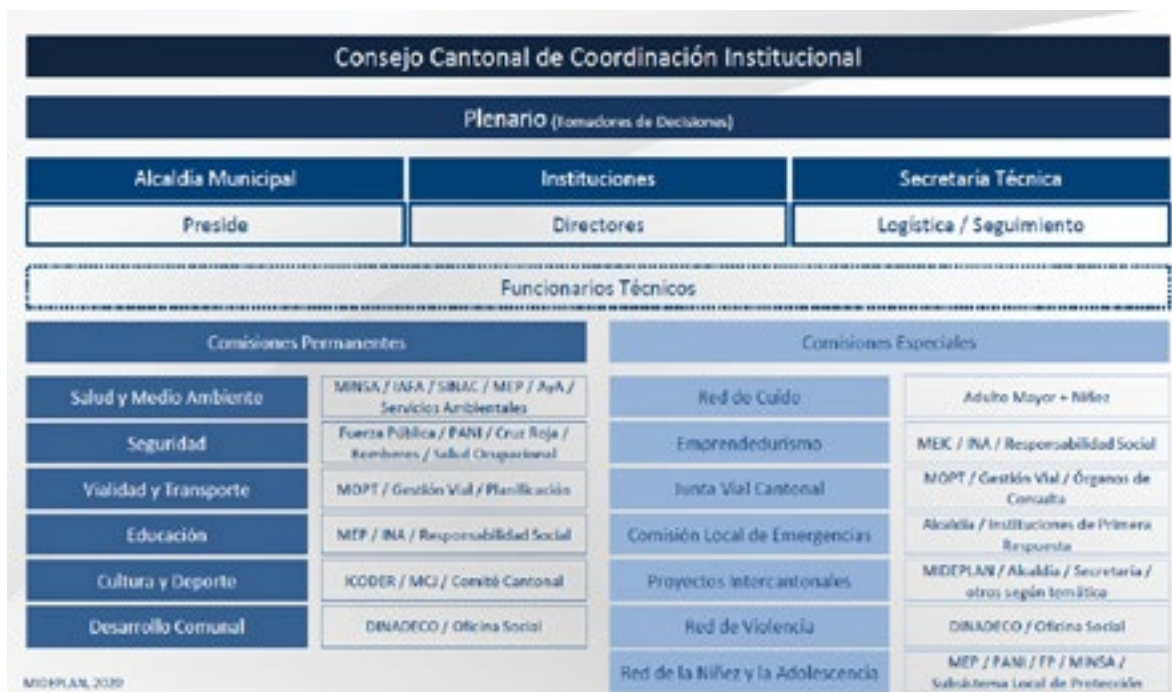 Consejo Cantonal de Coordinación Institucional
Plenario (Tomadores de Decisiones)
Alcaldía Municipal
Instituciones
Secretaría Técnica
Preside
Directores
Logística / Seguimiento
Funcionarios Técnicos
Comisiones Permanentes
Comisiones Especiales
Salud y Medio Ambiente
MINSA / IAFA / SINAC / MEP / AyA /
Servicios Ambientales
Red de Cuido
Adulto Mayor + Niñez
Seguridad
Fuerza Pública / PANI / Cruz Roja /
Bomberos / Salud Ocupacional
Emprendedurismo
MEIC / INA / Responsabilidad Social
Vialidad y Transporte
MOPT / Gestión Vial / Planificación
Junta Vial Cantonal
MOPT / Gestión Vial / Órganos de
Consulta
Educación
MEP / INA / Responsabilidad Social
Comisión Local de Emergencias
Alcaldía / Instituciones de Primera
Respuesta
Cultura y Deporte
ICODER / MCJ / Comité Cantonal
Proyectos Intercantonales
MIDEPLAN / Alcaldía / Secretaría /
otros según temática
Desarrollo Comunal
DINADECO / Oficina Social
Red de Violencia
DINADECO / Oficina Social
Red de la Niñez y la Adolescencia
MEP / PANI / FP / MINSA /
Subsistema Local de Protección
MIDEPLAN, 2020